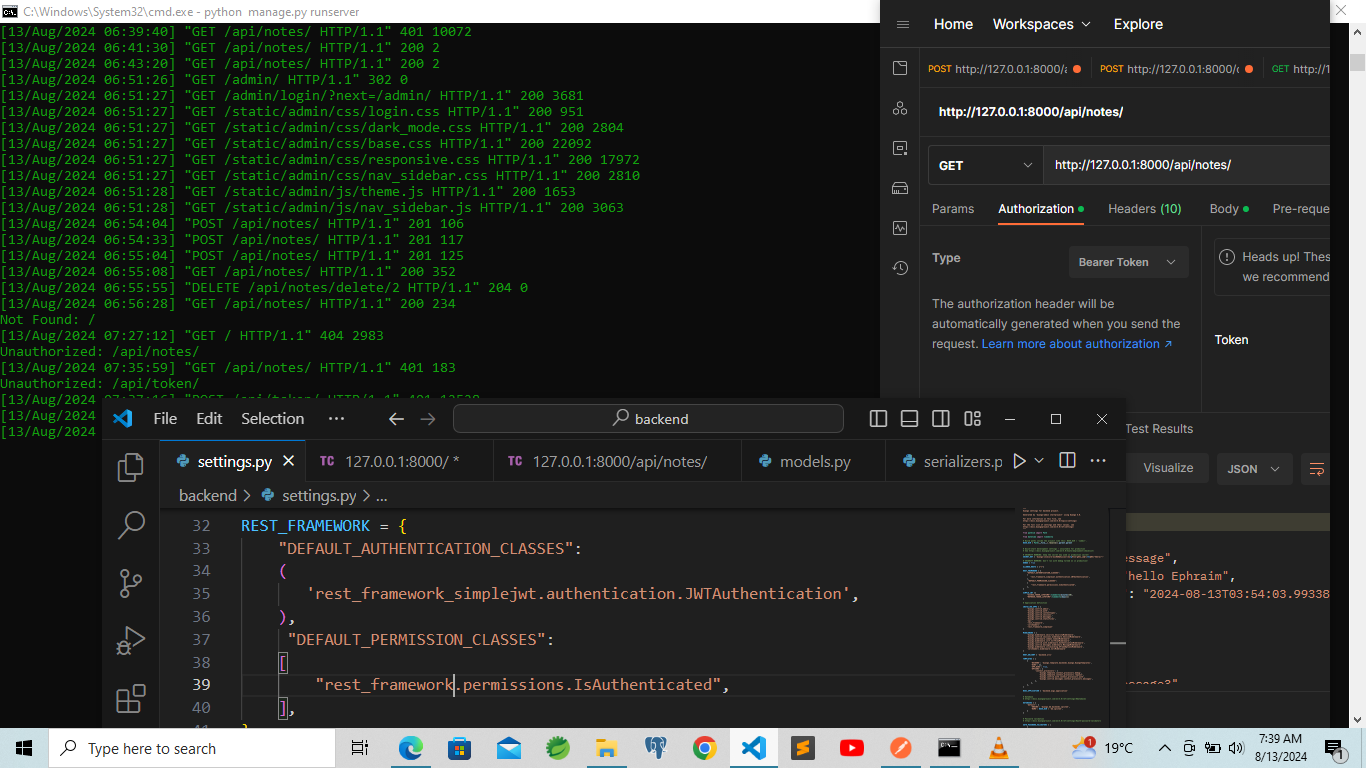 C:\Windows\System32\cmd.exe - python  manage.py runserver
[13/Aug/2024 06:39:40] "GET /api/notes/ HTTP/1.1" 401 10072
[13/Aug/2024 06:41:30] "GET /api/notes/ HTTP/1.1" 200 2
[13/Aug/2024 06:43:20] "GET /api/notes/ HTTP/1.1" 200 2
[13/Aug/2024 06:51:26] "GET /admin/ HTTP/1.1" 302 0
[13/Aug/2024 06:51:27] "GET /admin/login/?next=/admin/ HTTP/1.1" 200 3681
[13/Aug/2024 06:51:27] "GET /static/admin/css/login.css HTTP/1.1" 200 951
[13/Aug/2024 06:51:27] "GET /static/admin/css/dark_mode.css HTTP/1.1" 200 2804
[13/Aug/2024 06:51:27] "GET /static/admin/css/base.css HTTP/1.1" 200 22092
[13/Aug/2024 06:51:27] "GET /static/admin/css/responsive.css HTTP/1.1" 200 17972
[13/Aug/2024 06:51:27] "GET /static/admin/css/nav_sidebar.css HTTP/1.1" 200 2810
[13/Aug/2024 06:51:28] "GET /static/admin/js/theme.js HTTP/1.1" 200 1653
[13/Aug/2024 06:51:28] "GET /static/admin/js/nav_sidebar.js HTTP/1.1" 200 3063
[13/Aug/2024 06:54:04] "POST /api/notes/ HTTP/1.1" 201 106
[13/Aug/2024 06:54:33] "POST /api/notes/ HTTP/1.1" 201 117
[13/Aug/2024 06:55:04] "POST /api/notes/ HTTP/1.1" 201 125
[13/Aug/2024 06:55:08] "GET /api/notes/ HTTP/1.1" 200 352
[13/Aug/2024 06:55:55] "DELETE /api/notes/delete/2 HTTP/1.1" 204 0
[13/Aug/2024 06:56:28] "GET /api/notes/ HTTP/1.1" 200 234
Not Found: /
[13/Aug/2024 07:27:12] "GET / HTTP/1.1" 404 2983
Unauthorized: /api/notes/
[13/Aug/2024 07:35:59] "GET /api/notes/ HTTP/1.1" 401 183
Unauthorized: /api/token/
[13/Aug/2024
[13/Aug/2024
[13/Aug/2024
Home Workspaces Explore
POST http://127.0.0.1:8000/a POST http://127.0.0.1:8000/ GET http://1
http://127.0.0.1:8000/api/notes/
GET http://127.0.0.1:8000/api/notes/
Params Authorization Headers (10) Body Pre-reque
Type Bearer Token
Heads up! Thes
we recommend
The authorization header will be
automatically generated when you send the
request. Learn more about authorization ↗
Token
Test Results
Visualize JSON
ssage",
hello Ephraim",
: "2024-08-13T03:54:03.99338
File Edit Selection ···
backend
settings.py 127.0.0.1:8000/ * 127.0.0.1:8000/api/notes/ models.py serializers.p
backend > settings.py > ...
32 REST_FRAMEWORK = {
33 "DEFAULT_AUTHENTICATION_CLASSES":
34 (
35 'rest_framework_simplejwt.authentication.JWTAuthentication',
36 ),
37 "DEFAULT_PERMISSION_CLASSES":
38 [
39 "rest_framework.permissions.IsAuthenticated",
40 ],
Type here to search
19°C
7:39 AM
8/13/2024
1